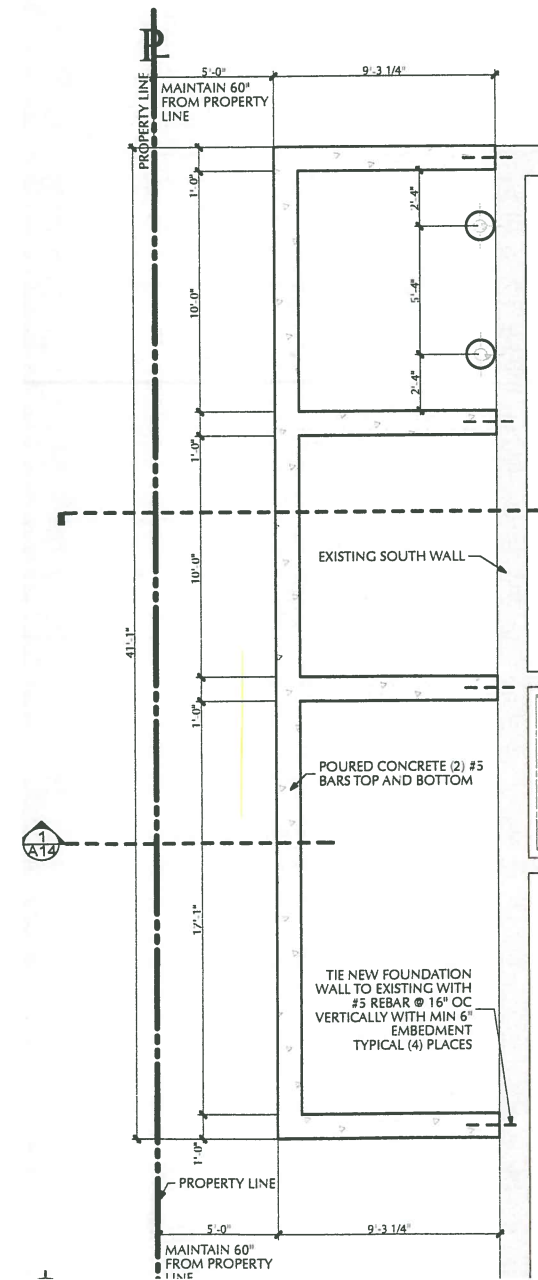 PL
5'-0"
9'-3 1/4"
PROPERTY LINE
MAINTAIN 60"
FROM PROPERTY
LINE
1'-0"
2'-4"
10'-0"
5'-4"
2'-4"
1'-0"
EXISTING SOUTH WALL
10'-0"
41'-1"
1'-0"
POURED CONCRETE (2) #5
BARS TOP AND BOTTOM
1
A14
17'-1"
TIE NEW FOUNDATION
WALL TO EXISTING WITH
#5 REBAR @ 16" OC
VERTICALLY WITH MIN 6"
EMBEDMENT
TYPICAL (4) PLACES
1'-0"
PROPERTY LINE
5'-0"
9'-3 1/4"
MAINTAIN 60"
FROM PROPERTY
LINE